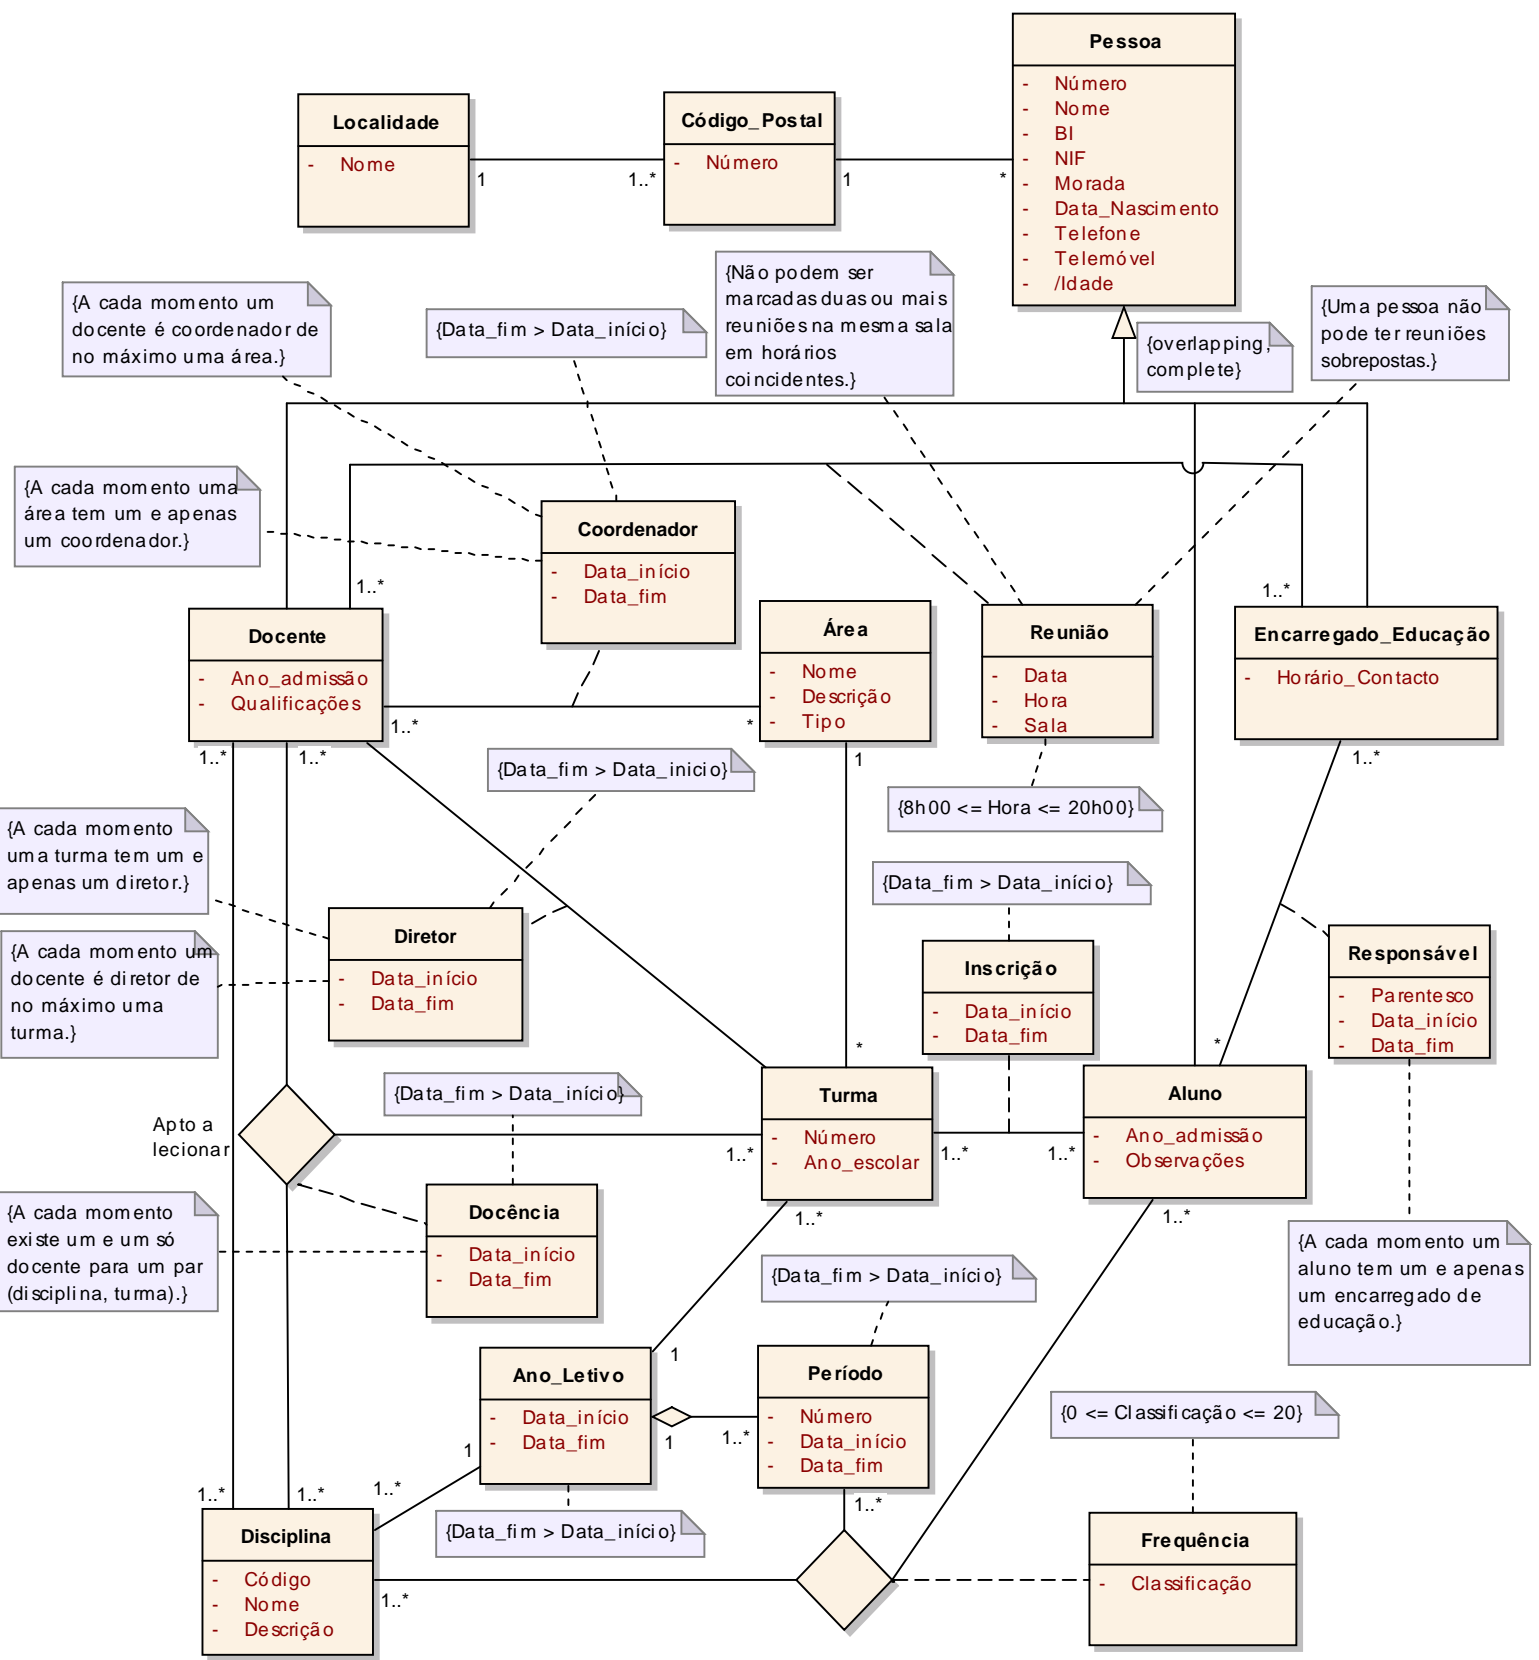 Pessoa
- Número
- Nome
- BI
- NIF
- Morada
- Data_Nascimento
- Telefone
- Telemóvel
- /Idade
Localidade
- Nome
1
1..*
Código_Postal
- Número
1
*
{A cada momento um
docente é coordenador de
no máximo uma área.}
{Data_fim > Data_início}
{Não podem ser
marcadas duas ou mais
reuniões na mesma sala
em horários
coincidentes.}
{overlapping,
complete}
{Uma pessoa não
pode ter reuniões
sobrepostas.}
{A cada momento uma
área tem um e apenas
um coordenador.}
Coordenador
- Data_início
- Data_fim
1..*
1..*
Docente
- Ano_admissão
- Qualificações
1..*
*
Área
- Nome
- Descrição
- Tipo
Reunião
- Data
- Hora
- Sala
Encarregado_Educação
- Horário_Contacto
1..*
1..*
1
1..*
{Data_fim > Data_inicio}
{8h00 <= Hora <= 20h00}
{A cada momento
uma turma tem um e
apenas um diretor.}
{Data_fim > Data_início}
{A cada momento um
docente é diretor de
no máximo uma
turma.}
Diretor
- Data_início
- Data_fim
Inscrição
- Data_início
- Data_fim
Responsável
- Parentesco
- Data_início
- Data_fim
*
*
Apto a
lecionar
{Data_fim > Data_início}
Turma
- Número
- Ano_escolar
1..*
1..*
1..*
Aluno
- Ano_admissão
- Observações
1..*
1..*
{A cada momento
existe um e um só
docente para um par
(disciplina, turma).}
Docência
- Data_início
- Data_fim
{Data_fim > Data_início}
{A cada momento um
aluno tem um e apenas
um encarregado de
educação.}
1
Ano_Letivo
- Data_início
- Data_fim
1
1..*
Período
- Número
- Data_início
- Data_fim
{0 <= Classificação <= 20}
1
1..*
1..*
1..*
1..*
{Data_fim > Data_início}
Disciplina
- Código
- Nome
- Descrição
1..*
Frequência
- Classificação